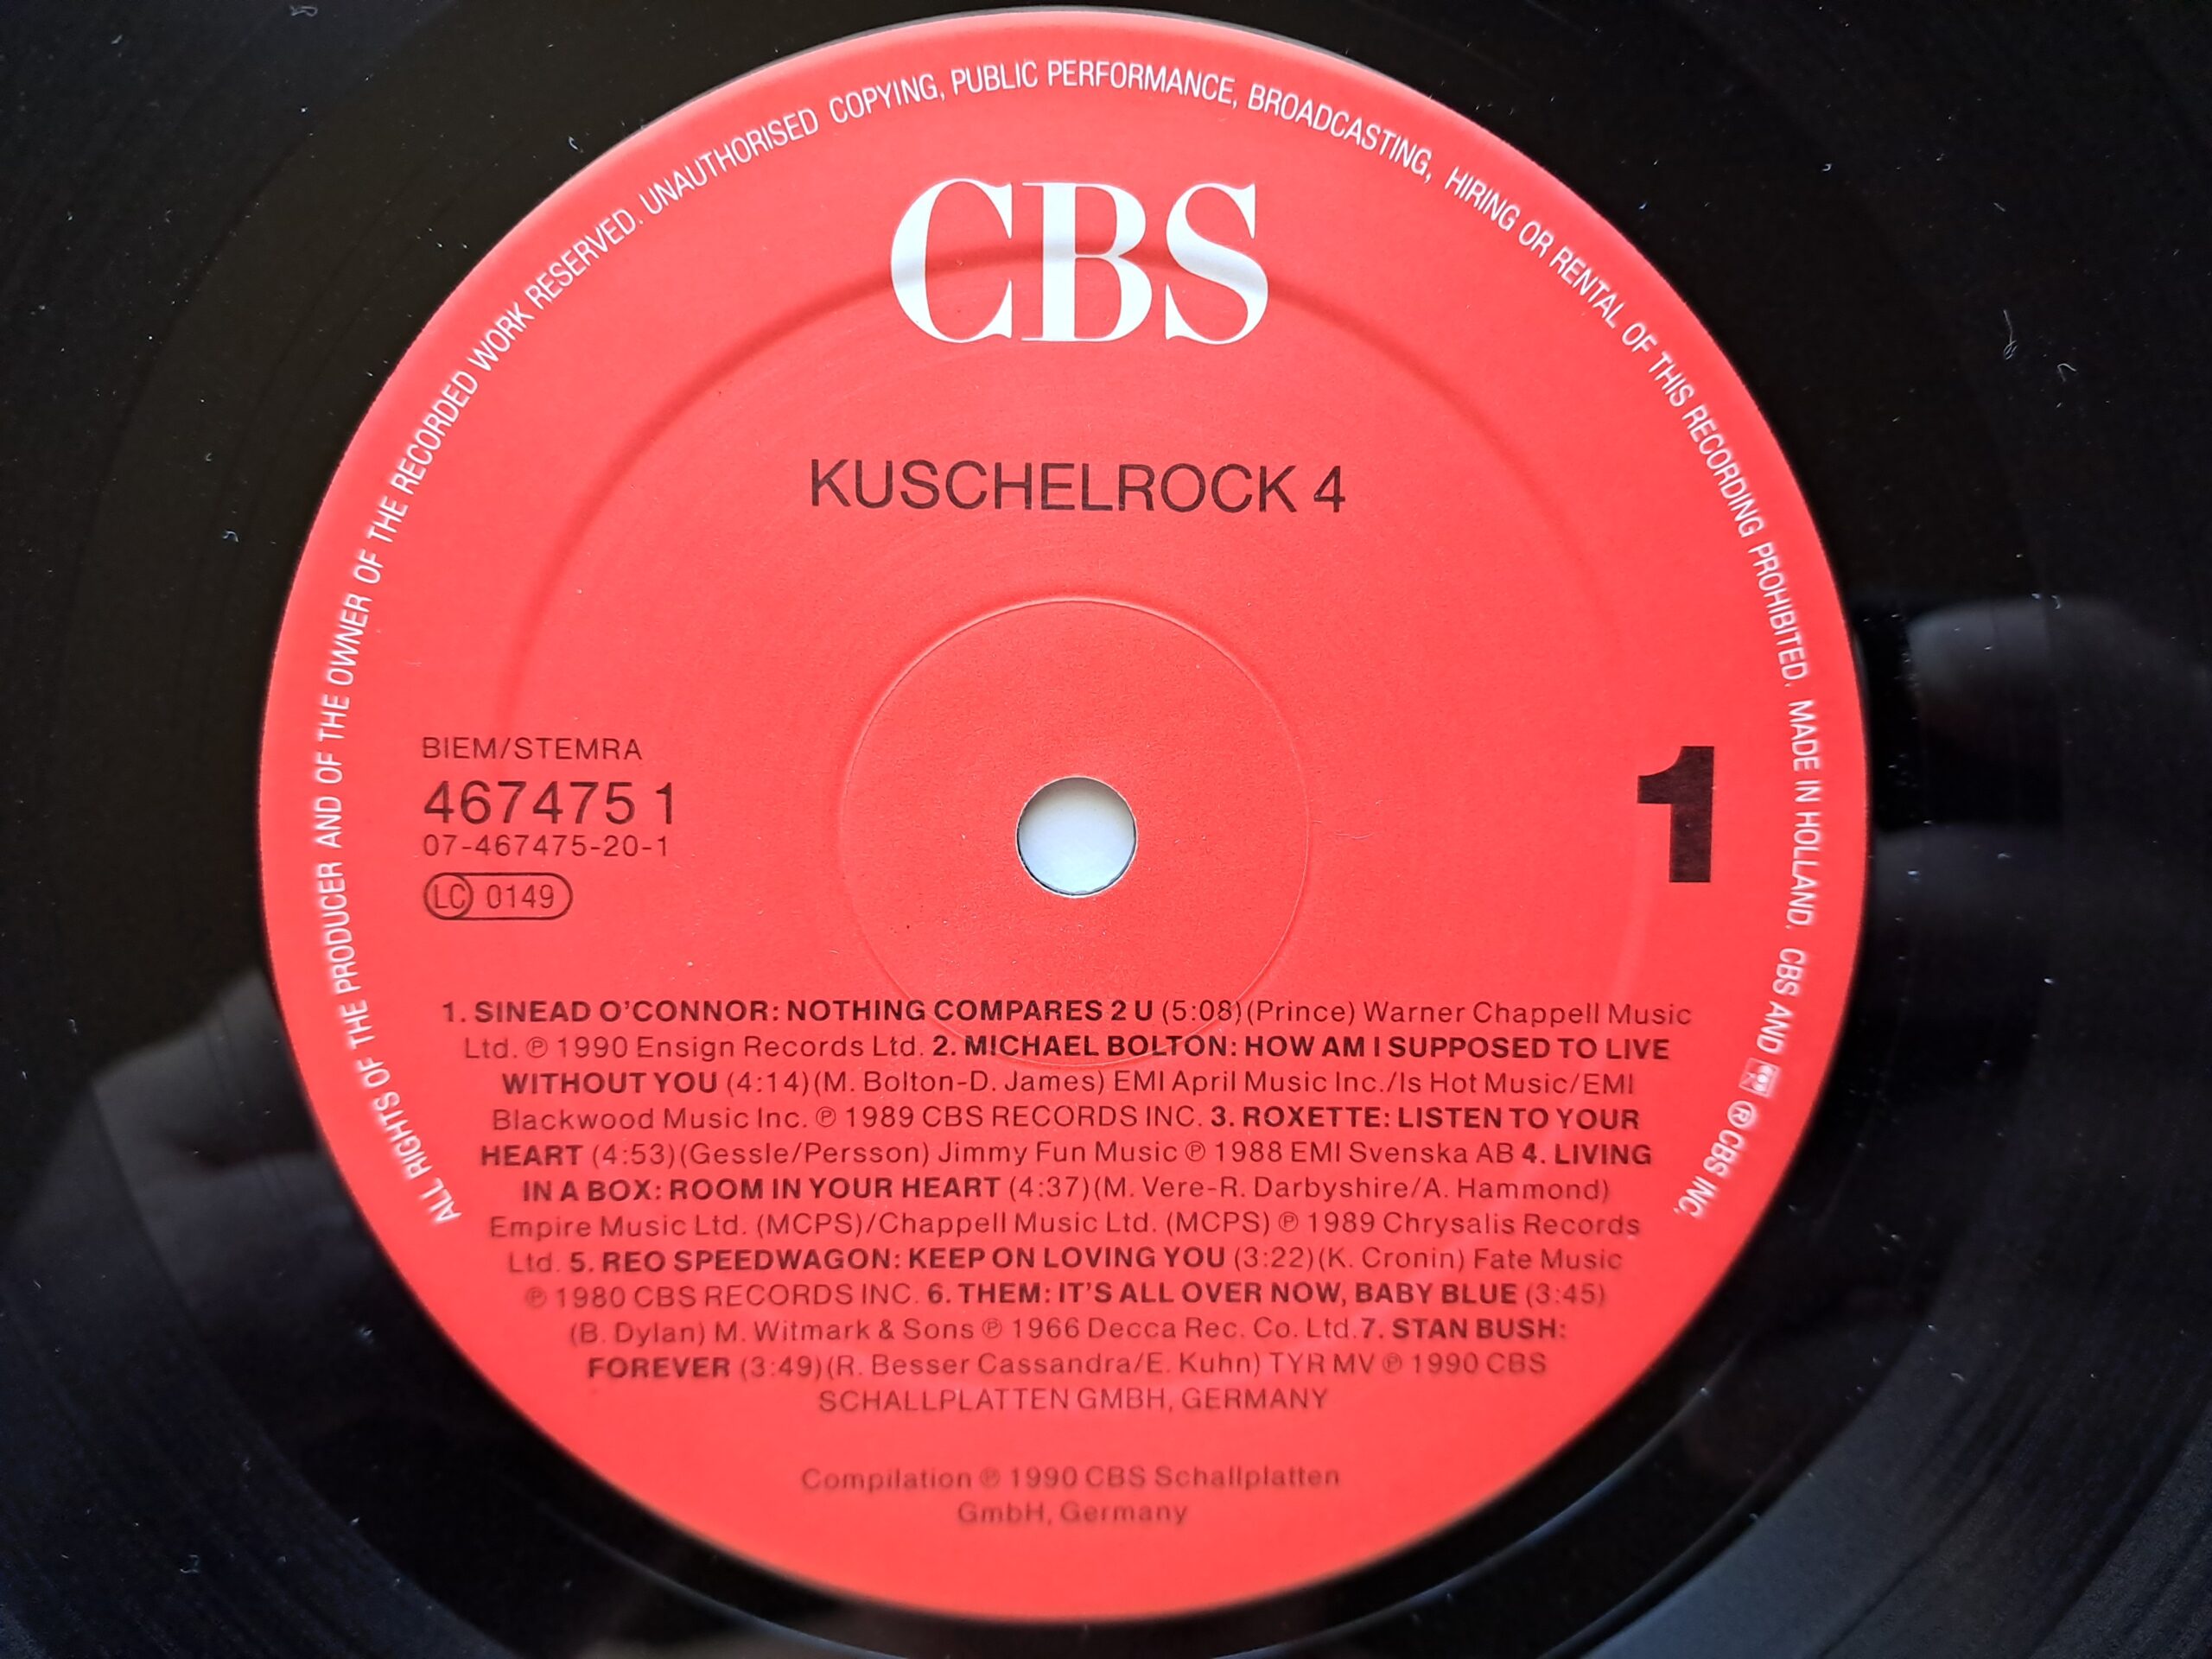 ALL RIGHTS OF THE PRODUCER AND OF THE OWNER OF THE RECORDED WORK RESERVED. UNAUTHORISED COPYING, PUBLIC PERFORMANCE, BROADCASTING, HIRING OR RENTAL OF THIS RECORDING PROHIBITED. MADE IN HOLLAND. CBS AND ® CBS INC.
CBS
KUSCHELROCK 4
BIEM/STEMRA
467475 1
07-467475-20-1
LC 0149
1
1. SINEAD O'CONNOR: NOTHING COMPARES 2 U (5:08)(Prince) Warner Chappell Music
Ltd. ℗ 1990 Ensign Records Ltd. 2. MICHAEL BOLTON: HOW AM I SUPPOSED TO LIVE
WITHOUT YOU (4:14)(M. Bolton-D. James) EMI April Music Inc./Is Hot Music/EMI
Blackwood Music Inc. ℗ 1989 CBS RECORDS INC. 3. ROXETTE: LISTEN TO YOUR
HEART (4:53)(Gessle/Persson) Jimmy Fun Music ℗ 1988 EMI Svenska AB 4. LIVING
IN A BOX: ROOM IN YOUR HEART (4:37)(M. Vere-R. Darbyshire/A. Hammond)
Empire Music Ltd. (MCPS)/Chappell Music Ltd. (MCPS) ℗ 1989 Chrysalis Records
Ltd. 5. REO SPEEDWAGON: KEEP ON LOVING YOU (3:22)(K. Cronin) Fate Music
℗ 1980 CBS RECORDS INC. 6. THEM: IT'S ALL OVER NOW, BABY BLUE (3:45)
(B. Dylan) M. Witmark & Sons ℗ 1966 Decca Rec. Co. Ltd. 7. STAN BUSH:
FOREVER (3:49)(R. Besser Cassandra/E. Kuhn) TYR MV ℗ 1990 CBS
SCHALLPLATTEN GMBH, GERMANY
Compilation ℗ 1990 CBS Schallplatten
GmbH, Germany